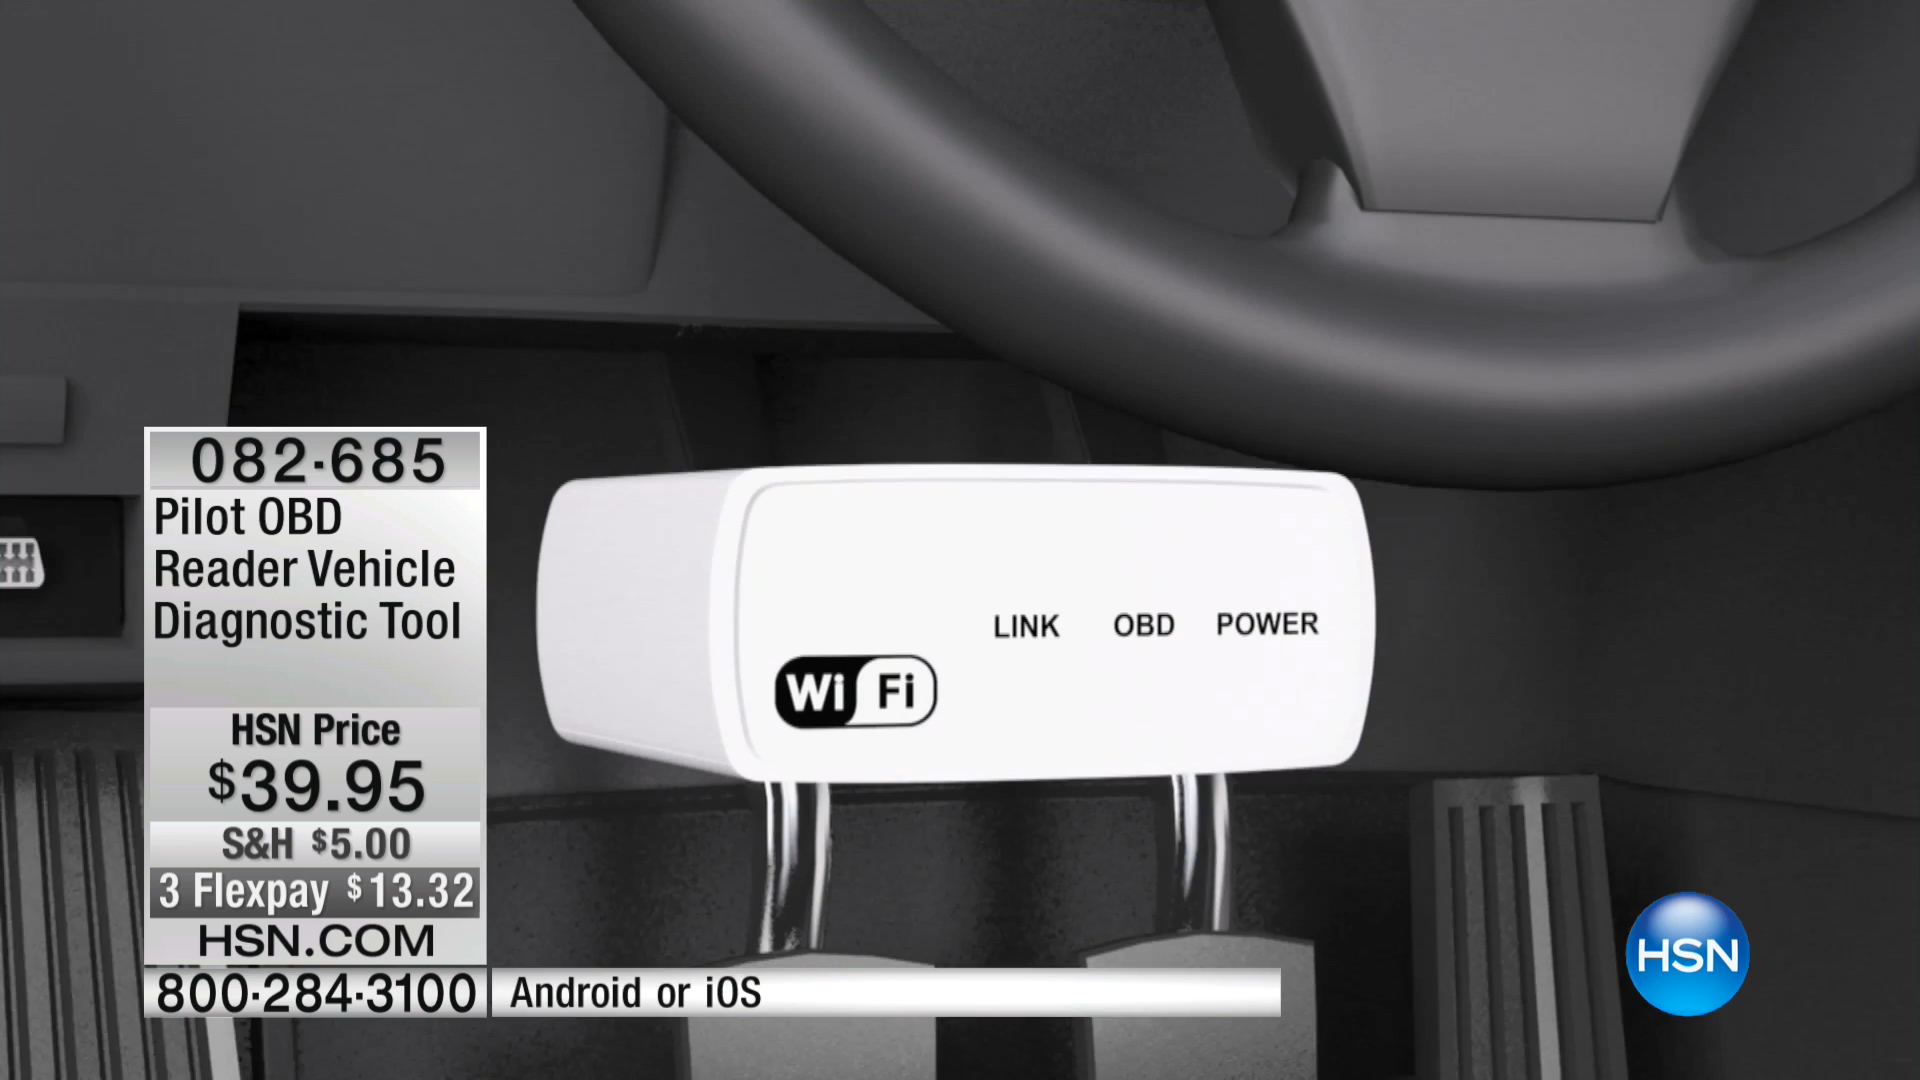 082·685
Pilot OBD
Reader Vehicle
Diagnostic Tool
HSN Price
$39.95
S&H $5.00
3 Flexpay $13.32
HSN.COM
800·284·3100
Android or iOS
LINK OBD POWER
Wi Fi
HSN